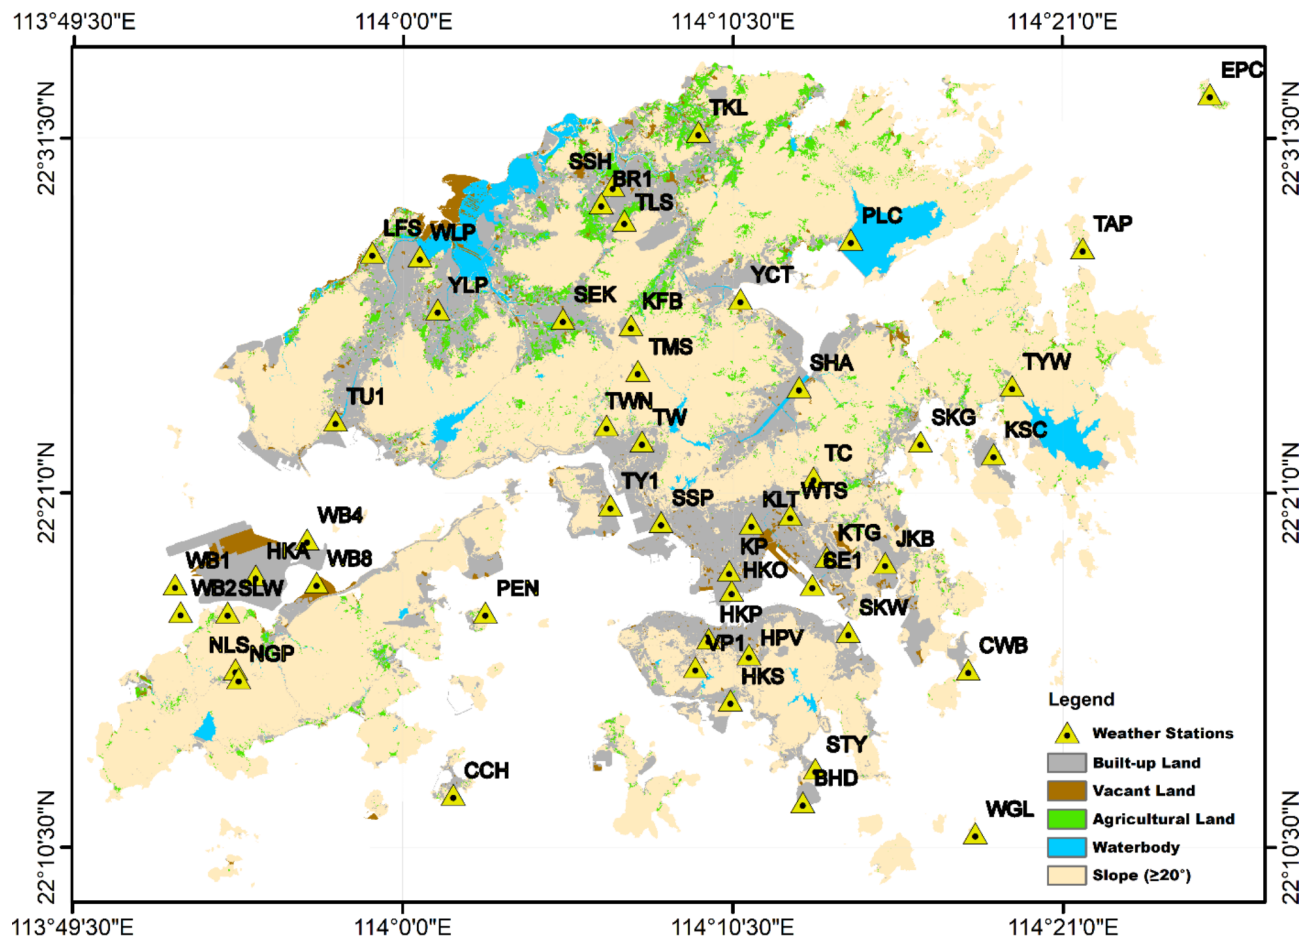 113°49'30"E 114°0'0"E 114°10'30"E 114°21'0"E
EPC
22°31'30"N
22°31'30"N
TKL
SSH
BR1
TLS
PLC
TAP
LFS
WLP
YCT
YLP
SEK
KFB
TMS
SHA
TYW
TU1
TWN
TW
SKG
KSC
TC
22°21'0"N
22°21'0"N
TY1
SSP
KLT
WTS
WB4
KTG
JKB
KP
HKA
WB1
WB8
SE1
HKO
WB2
SLW
PEN
SKW
HKP
NLS
NGP
VP1
HPV
HKS
CWB
STY
CCH
BHD
WGL
22°10'30"N
22°10'30"N
Legend
Weather Stations
Built-up Land
Vacant Land
Agricultural Land
Waterbody
Slope (≥20°)
113°49'30"E 114°0'0"E 114°10'30"E 114°21'0"E